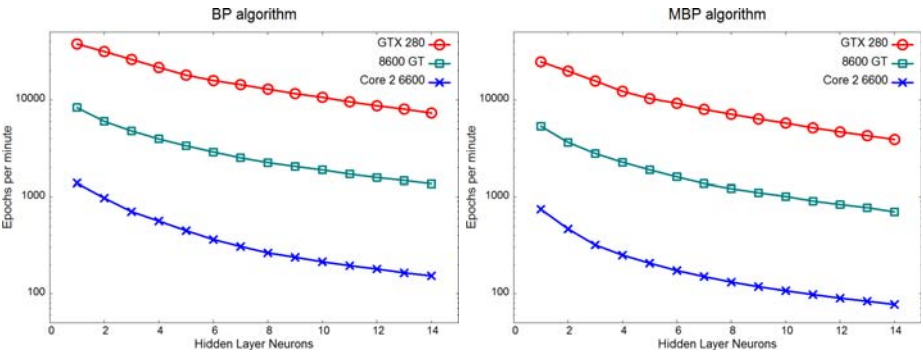 BP algorithm
GTX 280
8600 GT
Core 2 6600
10000
1000
100
Epochs per minute
0 2 4 6 8 10 12 14
Hidden Layer Neurons
MBP algorithm
GTX 280
8600 GT
Core 2 6600
10000
1000
100
Epochs per minute
0 2 4 6 8 10 12 14
Hidden Layer Neurons